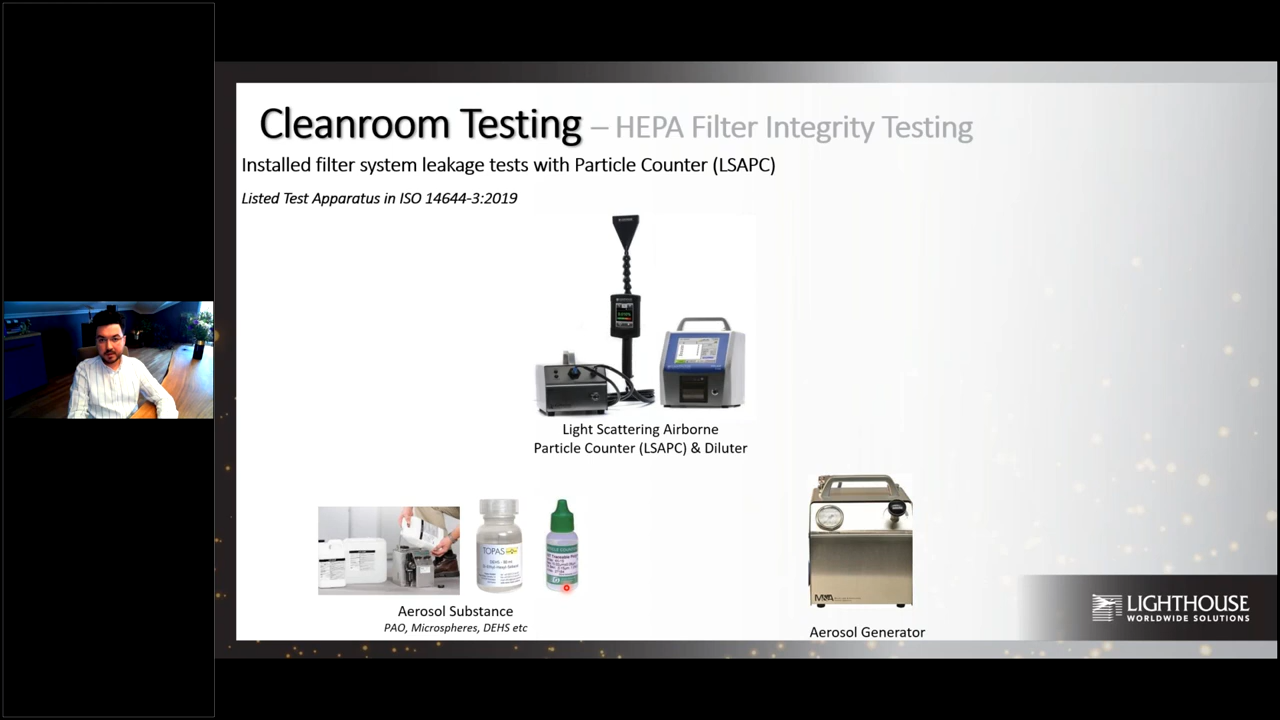 Cleanroom Testing – HEPA Filter Integrity Testing
Installed filter system leakage tests with Particle Counter (LSAPC)
Listed Test Apparatus in ISO 14644-3:2019
Light Scattering Airborne
Particle Counter (LSAPC) & Diluter
TOPAS
Aerosol Substance
PAO, Microspheres, DEHS etc
Aerosol Generator
LIGHTHOUSE
WORLDWIDE SOLUTIONS